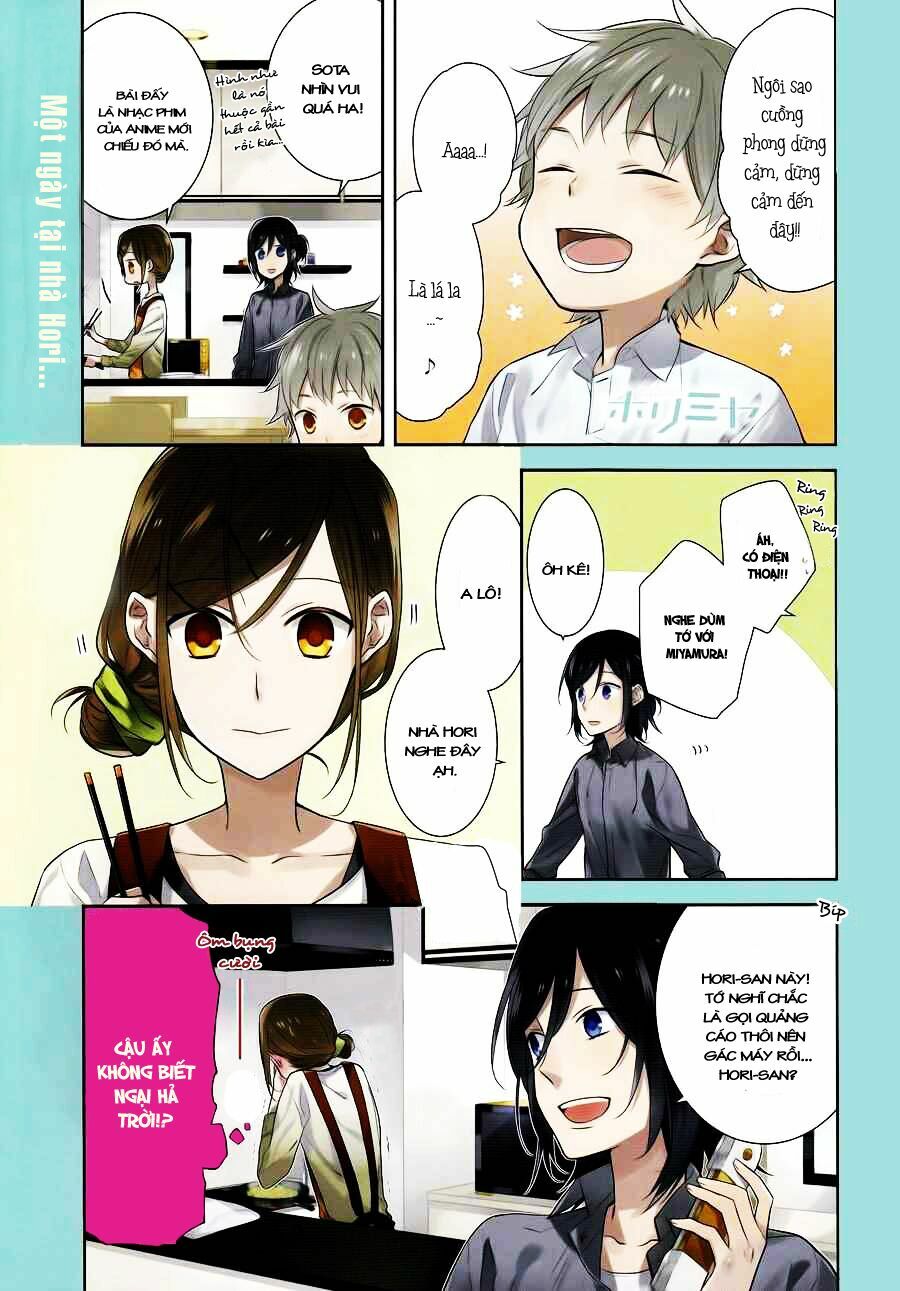 Ngôi sao
cuồng
phong dũng
cảm, dũng
cảm đến
đây!!
Aaaa...!
Là lá la
...~
♪
ホリミヤ
SOTA
NHÌN VUI
QUÁ HA!
Hình như
là nó
thuộc gần
hết cả bài
rồi kìa...
BÀI ĐẤY
LÀ NHẠC PHIM
CỦA ANIME MỚI
CHIẾU ĐÓ MÀ.
Một ngày tại nhà Hori...
Ring
Ring
Ring
ÁH,
CÓ ĐIỆN
THOẠI!!
NGHE DÙM
TỚ VỚI
MIYAMURA!
ÔH KÊ!
A LÔ!
NHÀ HORI
NGHE ĐÂY
ẠH.
Bíp
HORI-SAN NÀY!
TỚ NGHĨ CHẮC
LÀ GỌI QUẢNG
CÁO THÔI NÊN
GÁC MÁY RỒI...
HORI-SAN?
Ôm bụng
cười
CẬU ẤY
KHÔNG BIẾT
NGẠI HẢ
TRỜI!?